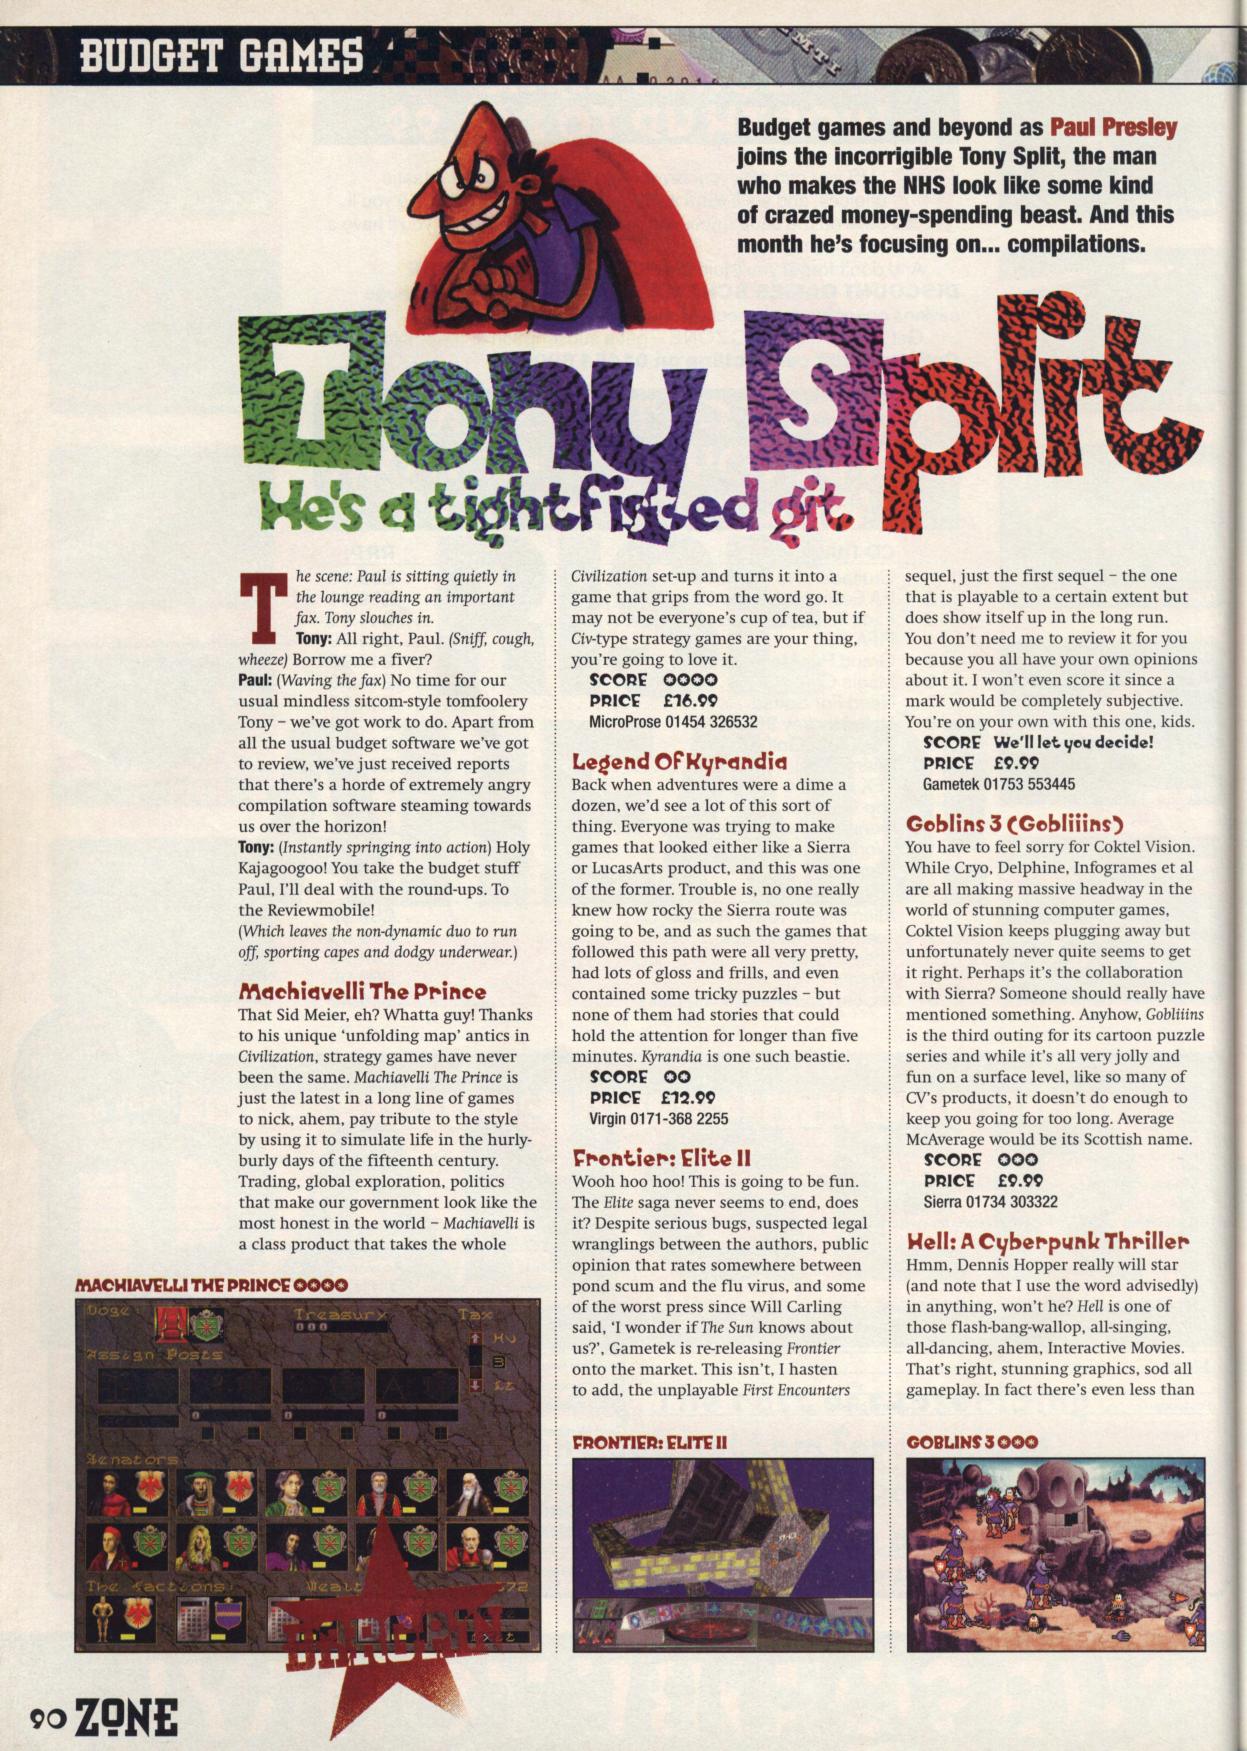 BUDGET GAMES
Budget games and beyond as Paul Presley
joins the incorrigible Tony Split, the man
who makes the NHS look like some kind
of crazed money-spending beast. And this
month he's focusing on... compilations.
Tony Split
He's a tightfisted git
The scene: Paul is sitting quietly in
the lounge reading an important
fax. Tony slouches in.
Tony: All right, Paul. (Sniff, cough,
wheeze) Borrow me a fiver?
Paul: (Waving the fax) No time for our
usual mindless sitcom-style tomfoolery
Tony – we've got work to do. Apart from
all the usual budget software we've got
to review, we've just received reports
that there's a horde of extremely angry
compilation software steaming towards
us over the horizon!
Tony: (Instantly springing into action) Holy
Kajagoogoo! You take the budget stuff
Paul, I'll deal with the round-ups. To
the Reviewmobile!
(Which leaves the non-dynamic duo to run
off, sporting capes and dodgy underwear.)
Machiavelli The Prince
That Sid Meier, eh? Whatta guy! Thanks
to his unique 'unfolding map' antics in
Civilization, strategy games have never
been the same. Machiavelli The Prince is
just the latest in a long line of games
to nick, ahem, pay tribute to the style
by using it to simulate life in the hurly-
burly days of the fifteenth century.
Trading, global exploration, politics
that make our government look like the
most honest in the world – Machiavelli is
a class product that takes the whole
MACHIAVELLI THE PRINCE
Doge:
Treasury
Tax
Assign Posts
Senators
The Factions:
Wealt
572
BARGAIN
Civilization set-up and turns it into a
game that grips from the word go. It
may not be everyone's cup of tea, but if
Civ-type strategy games are your thing,
you're going to love it.
SCORE
PRICE £16.99
MicroProse 01454 326532
Legend Of Kyrandia
Back when adventures were a dime a
dozen, we'd see a lot of this sort of
thing. Everyone was trying to make
games that looked either like a Sierra
or LucasArts product, and this was one
of the former. Trouble is, no one really
knew how rocky the Sierra route was
going to be, and as such the games that
followed this path were all very pretty,
had lots of gloss and frills, and even
contained some tricky puzzles – but
none of them had stories that could
hold the attention for longer than five
minutes. Kyrandia is one such beastie.
SCORE
PRICE £12.99
Virgin 0171-368 2255
Frontier: Elite II
Wooh hoo hoo! This is going to be fun.
The Elite saga never seems to end, does
it? Despite serious bugs, suspected legal
wranglings between the authors, public
opinion that rates somewhere between
pond scum and the flu virus, and some
of the worst press since Will Carling
said, 'I wonder if The Sun knows about
us?', Gametek is re-releasing Frontier
onto the market. This isn't, I hasten
to add, the unplayable First Encounters
FRONTIER: ELITE II
sequel, just the first sequel – the one
that is playable to a certain extent but
does show itself up in the long run.
You don't need me to review it for you
because you all have your own opinions
about it. I won't even score it since a
mark would be completely subjective.
You're on your own with this one, kids.
SCORE We'll let you decide!
PRICE £9.99
Gametek 01753 553445
Goblins 3 (Gobliiins)
You have to feel sorry for Coktel Vision.
While Cryo, Delphine, Infogrames et al
are all making massive headway in the
world of stunning computer games,
Coktel Vision keeps plugging away but
unfortunately never quite seems to get
it right. Perhaps it's the collaboration
with Sierra? Someone should really have
mentioned something. Anyhow, Gobliiins
is the third outing for its cartoon puzzle
series and while it's all very jolly and
fun on a surface level, like so many of
CV's products, it doesn't do enough to
keep you going for too long. Average
McAverage would be its Scottish name.
SCORE
PRICE £9.99
Sierra 01734 303322
Hell: A Cyberpunk Thriller
Hmm, Dennis Hopper really will star
(and note that I use the word advisedly)
in anything, won't he? Hell is one of
those flash-bang-wallop, all-singing,
all-dancing, ahem, Interactive Movies.
That's right, stunning graphics, sod all
gameplay. In fact there's even less than
GOBLINS 3
90 ZONE